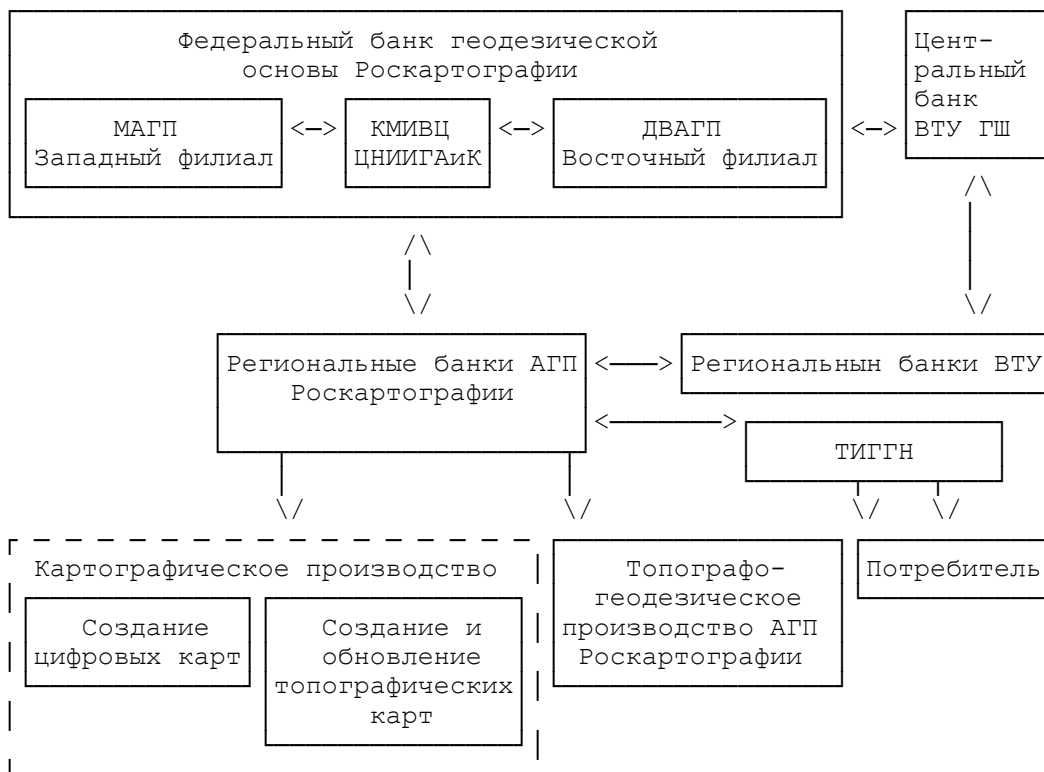 Федеральный банк геодезической
основы Роскартографии
Цент-
ральный
банк
ВТУ ГШ
МАГП
Западный филиал
<─>
КМИВЦ
ЦНИИГАиК
<─>
ДВАГП
Восточный филиал
<─>
Региональные банки АГП
Роскартографии
Региональнын банки ВТУ
ТИГГН
Картографическое производство
Создание
цифровых карт
Создание и
обновление
топографических
карт
Топографо-
геодезическое
производство АГП
Роскартографии
Потребитель